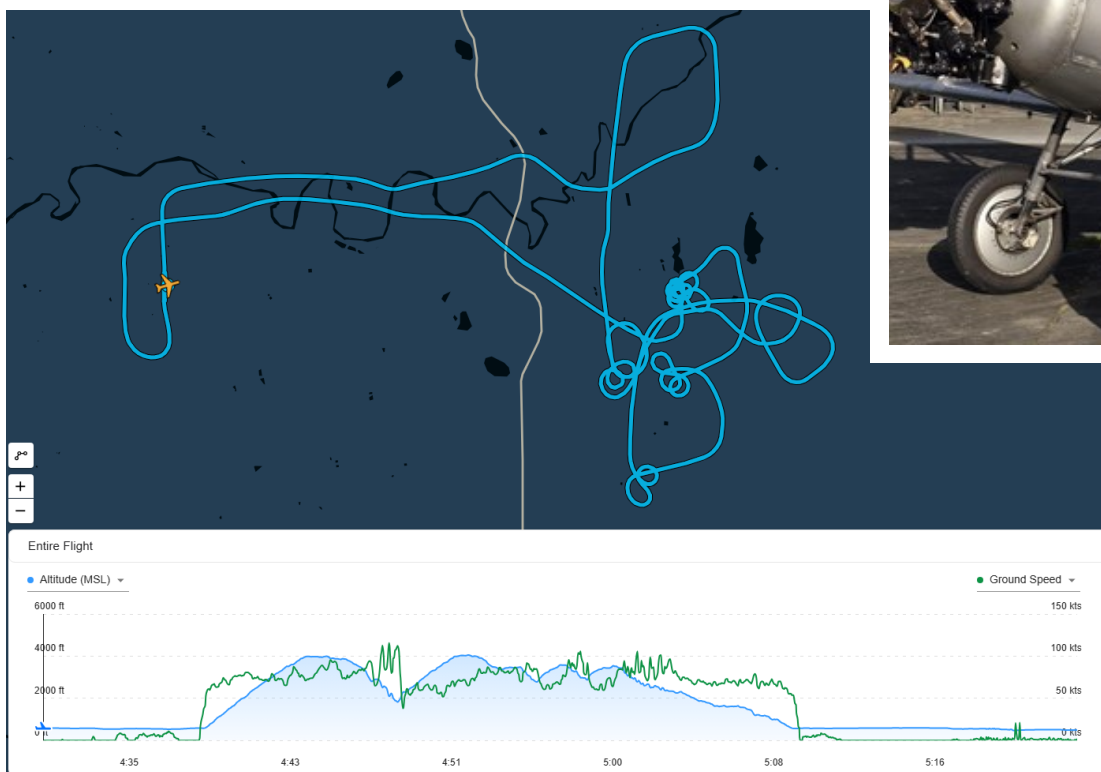 +
−
Entire Flight
Altitude (MSL) Ground Speed
6000 ft 150 kts
4000 ft 100 kts
2000 ft 50 kts
0 ft 0 kts
4:35 4:43 4:51 5:00 5:08 5:16